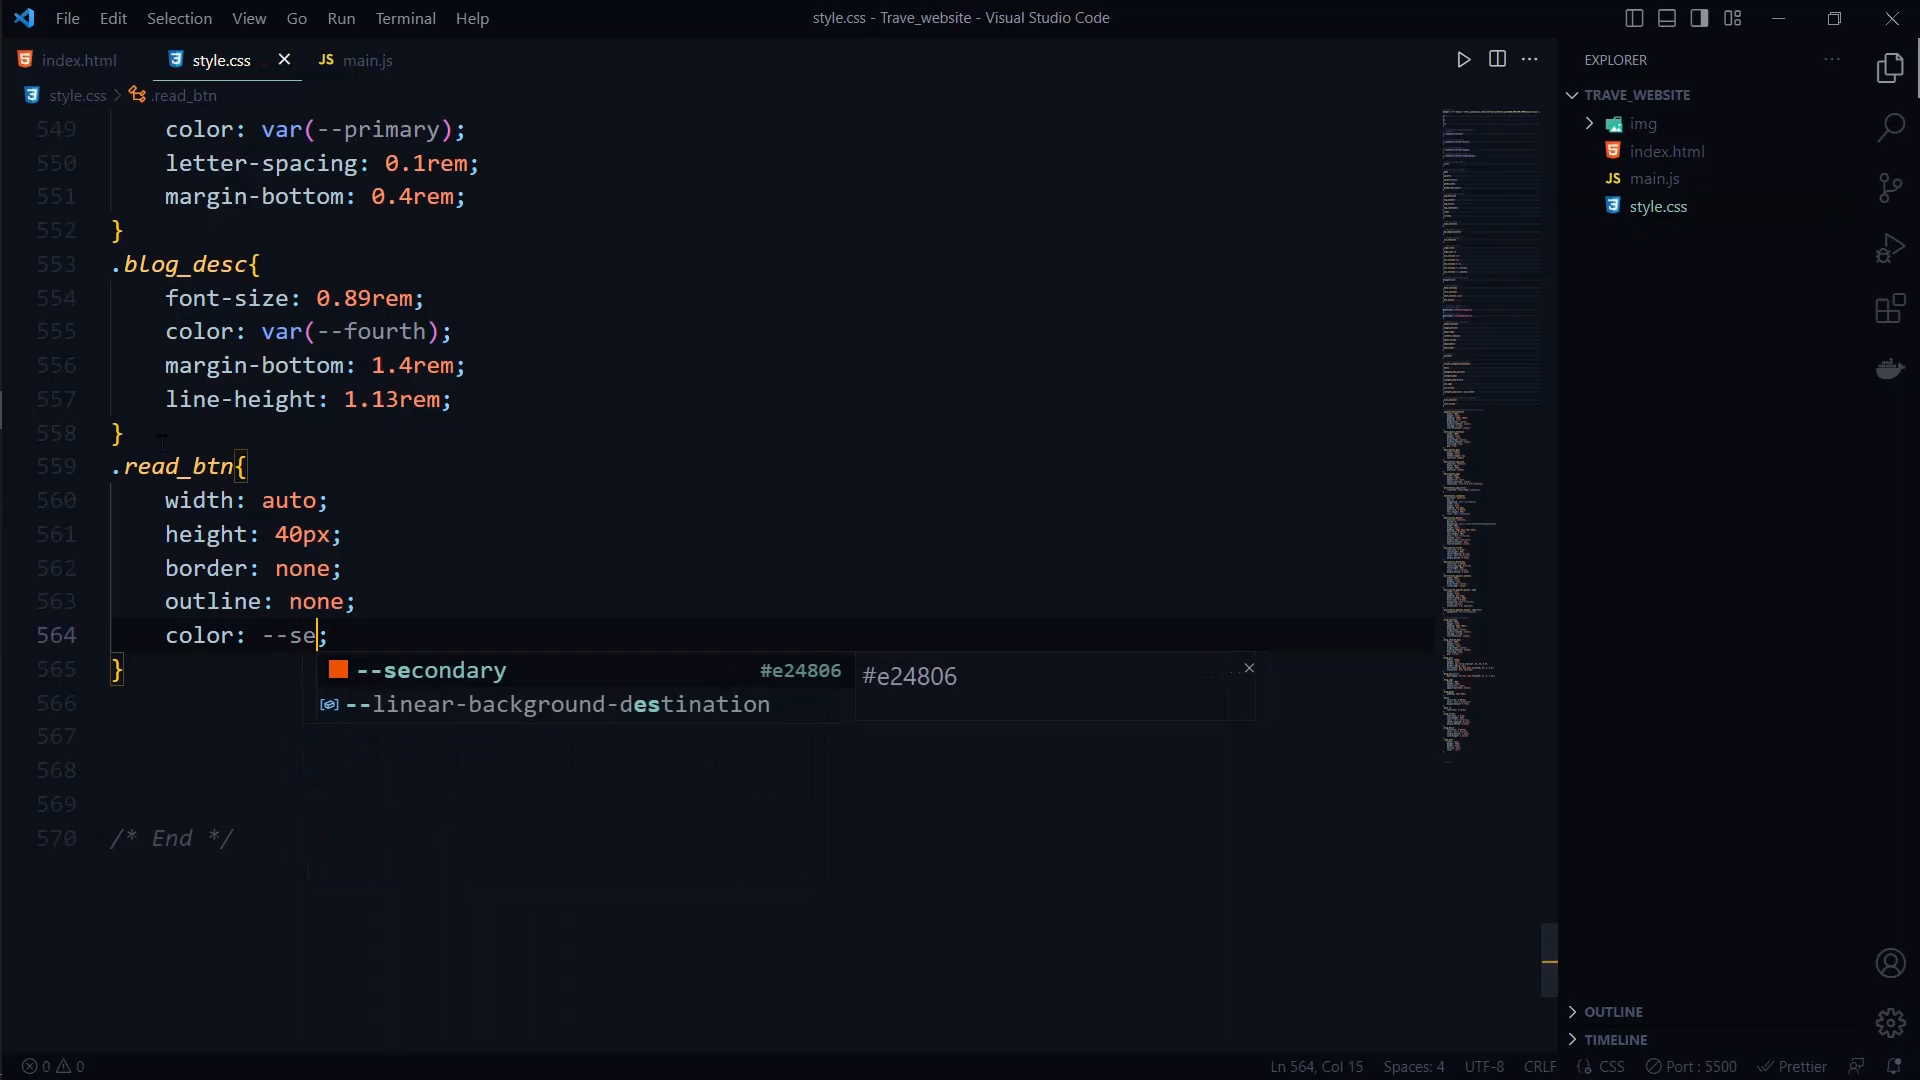 File Edit Selection View Go Run Terminal Help
style.css - Trave_website - Visual Studio Code
index.html
style.css
JS main.js
style.css > .read_btn
549 color: var(--primary);
550 letter-spacing: 0.1rem;
551 margin-bottom: 0.4rem;
552 }
553 .blog_desc{
554 font-size: 0.89rem;
555 color: var(--fourth);
556 margin-bottom: 1.4rem;
557 line-height: 1.13rem;
558 }
559 .read_btn{
560 width: auto;
561 height: 40px;
562 border: none;
563 outline: none;
564 color: --se;
565 }
566
567
568
569
570 /* End */
--secondary #e24806
--linear-background-destination
#e24806
EXPLORER
TRAVE_WEBSITE
img
index.html
JS main.js
style.css
OUTLINE
TIMELINE
0 0
Ln 564, Col 15 Spaces: 4 UTF-8 CRLF {} CSS Port : 5500 Prettier